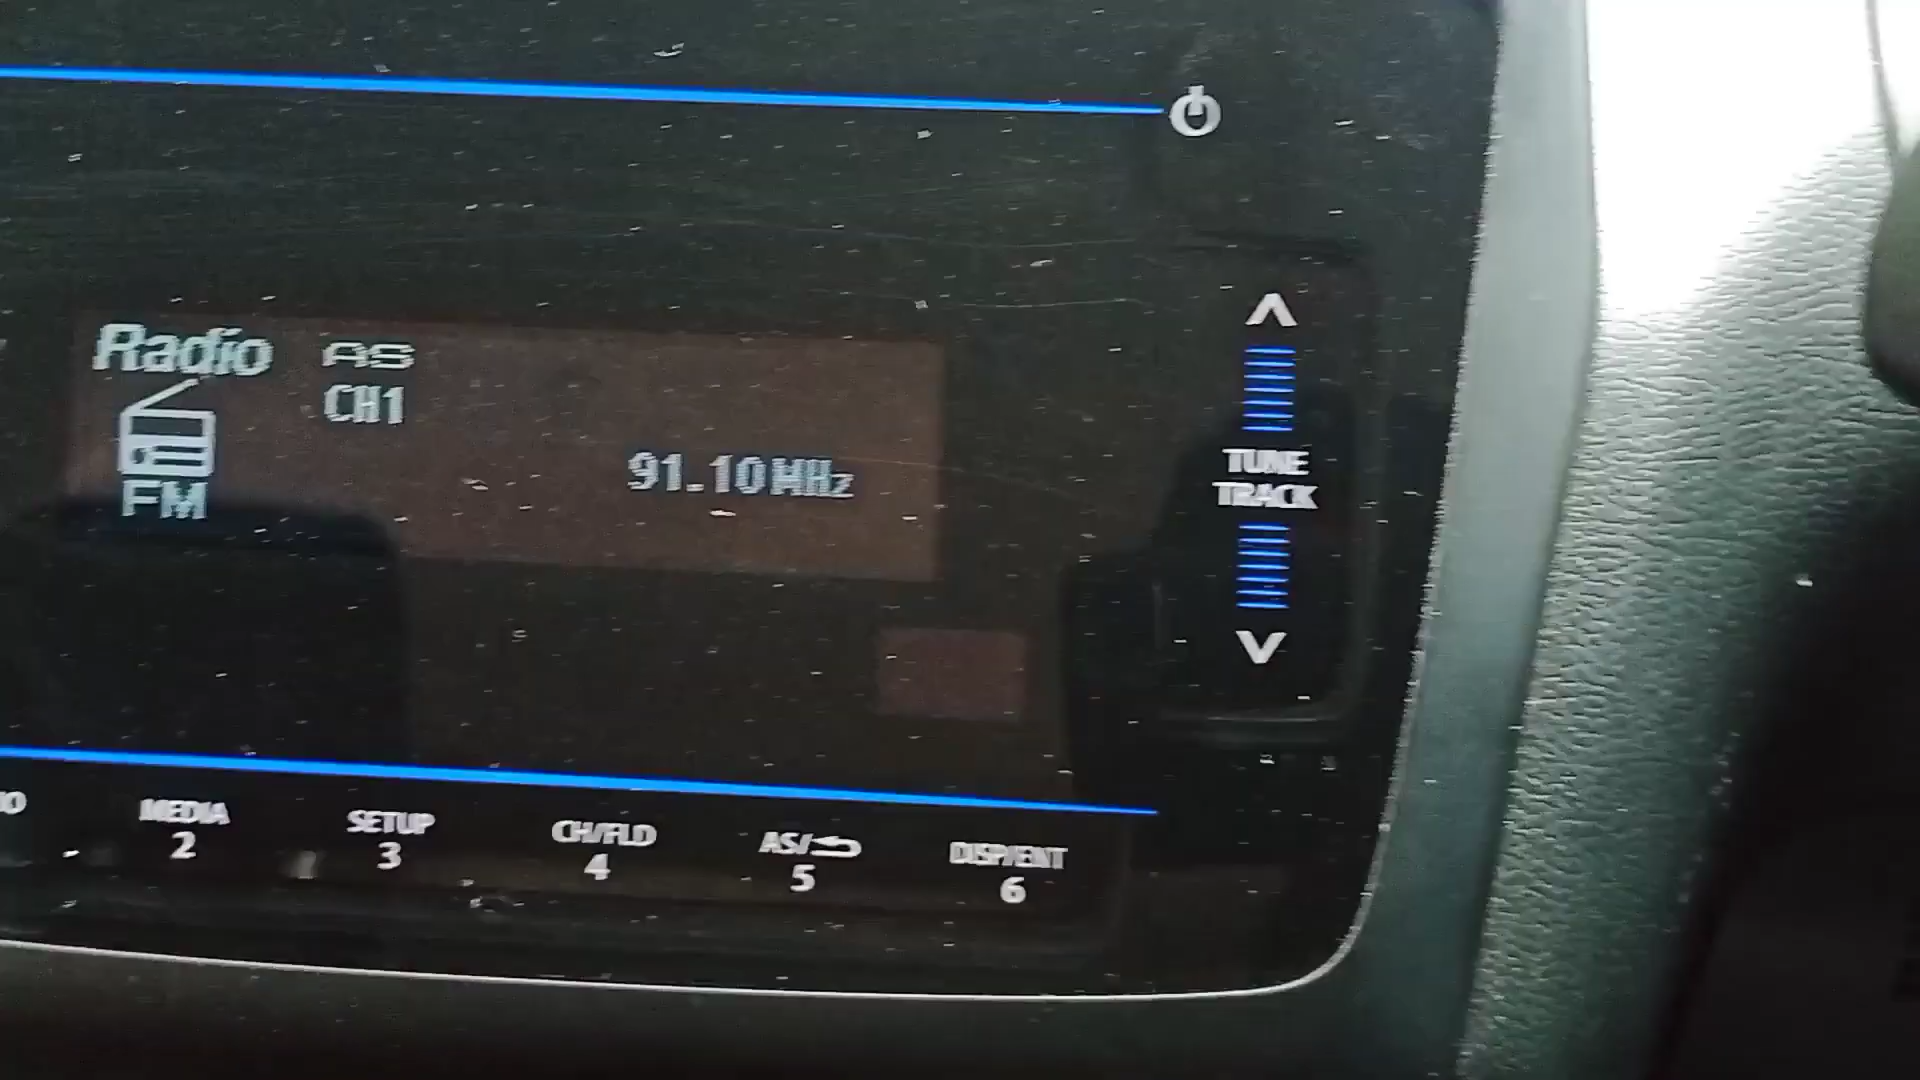 Radio AS
CH1
91.10MHz
FM
TUNE
TRACK
MEDIA
2
SETUP
3
CH/FLD
4
AS/
5
DISP/ENT
6